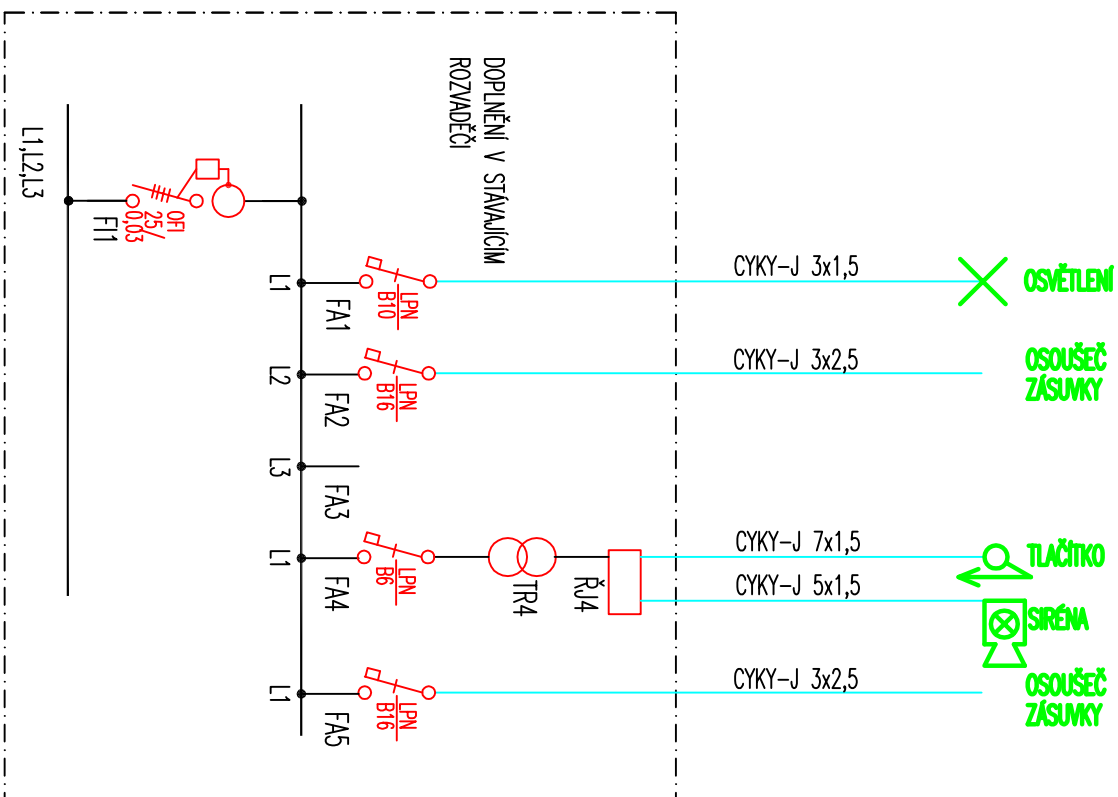 DOPLNĚNÍ V STÁVAJÍCÍM
ROZVADĚČI
L1,L2,L3
FI1
OFI
25/
0,03
L1
FA1
LPN
B10
CYKY-J 3x1,5
OSVĚTLENÍ
L2
FA2
LPN
B16
CYKY-J 3x2,5
OSOUŠEČ
ZÁSUVKY
L3
FA3
L1
FA4
LPN
B6
TR4
ŘJ4
CYKY-J 7x1,5
TLAČÍTKO
CYKY-J 5x1,5
SIRÉNA
L1
FA5
LPN
B16
CYKY-J 3x2,5
OSOUŠEČ
ZÁSUVKY